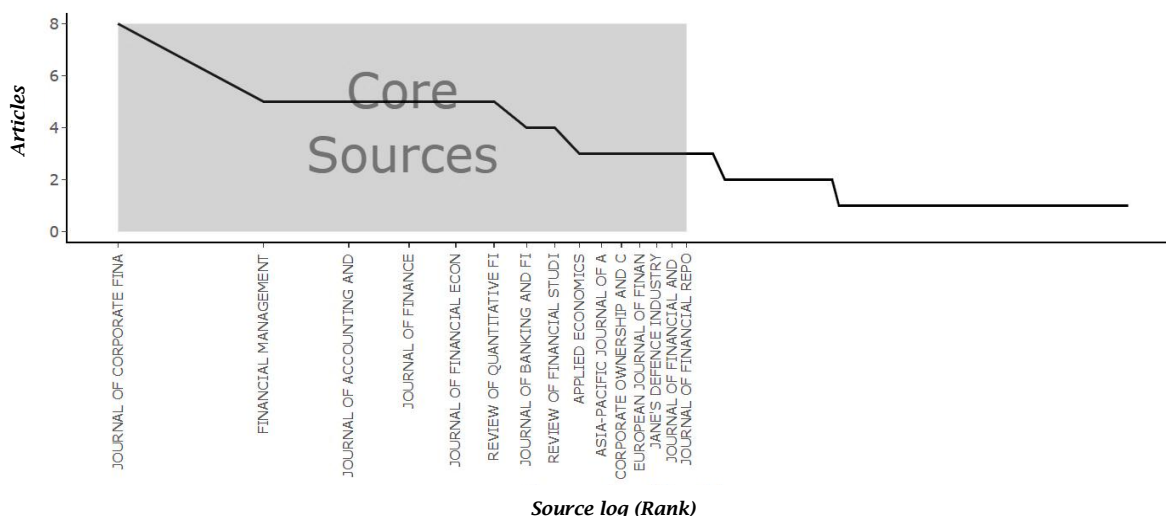 8
6
4
2
0
Articles
Core
Sources
JOURNAL OF CORPORATE FINA
FINANCIAL MANAGEMENT
JOURNAL OF ACCOUNTING AND
JOURNAL OF FINANCE
JOURNAL OF FINANCIAL ECON
REVIEW OF QUANTITATIVE FI
JOURNAL OF BANKING AND FI
REVIEW OF FINANCIAL STUDI
APPLIED ECONOMICS
ASIA-PACIFIC JOURNAL OF A
CORPORATE OWNERSHIP AND C
EUROPEAN JOURNAL OF FINAN
JANE'S DEFENCE INDUSTRY
JOURNAL OF FINANCIAL AND
JOURNAL OF FINANCIAL REPO
Source log (Rank)